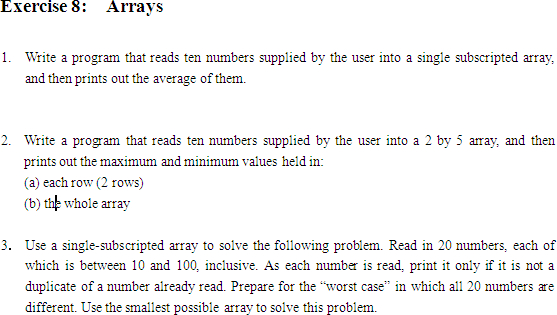 Exercise 8: Arrays
1. Write a program that reads ten numbers supplied by the user into a single subscripted array,
and then prints out the average of them.
2. Write a program that reads ten numbers supplied by the user into a 2 by 5 array, and then
prints out the maximum and minimum values held in:
(a) each row (2 rows)
(b) the whole array
3. Use a single-subscripted array to solve the following problem. Read in 20 numbers, each of
which is between 10 and 100, inclusive. As each number is read, print it only if it is not a
duplicate of a number already read. Prepare for the “worst case” in which all 20 numbers are
different. Use the smallest possible array to solve this problem.